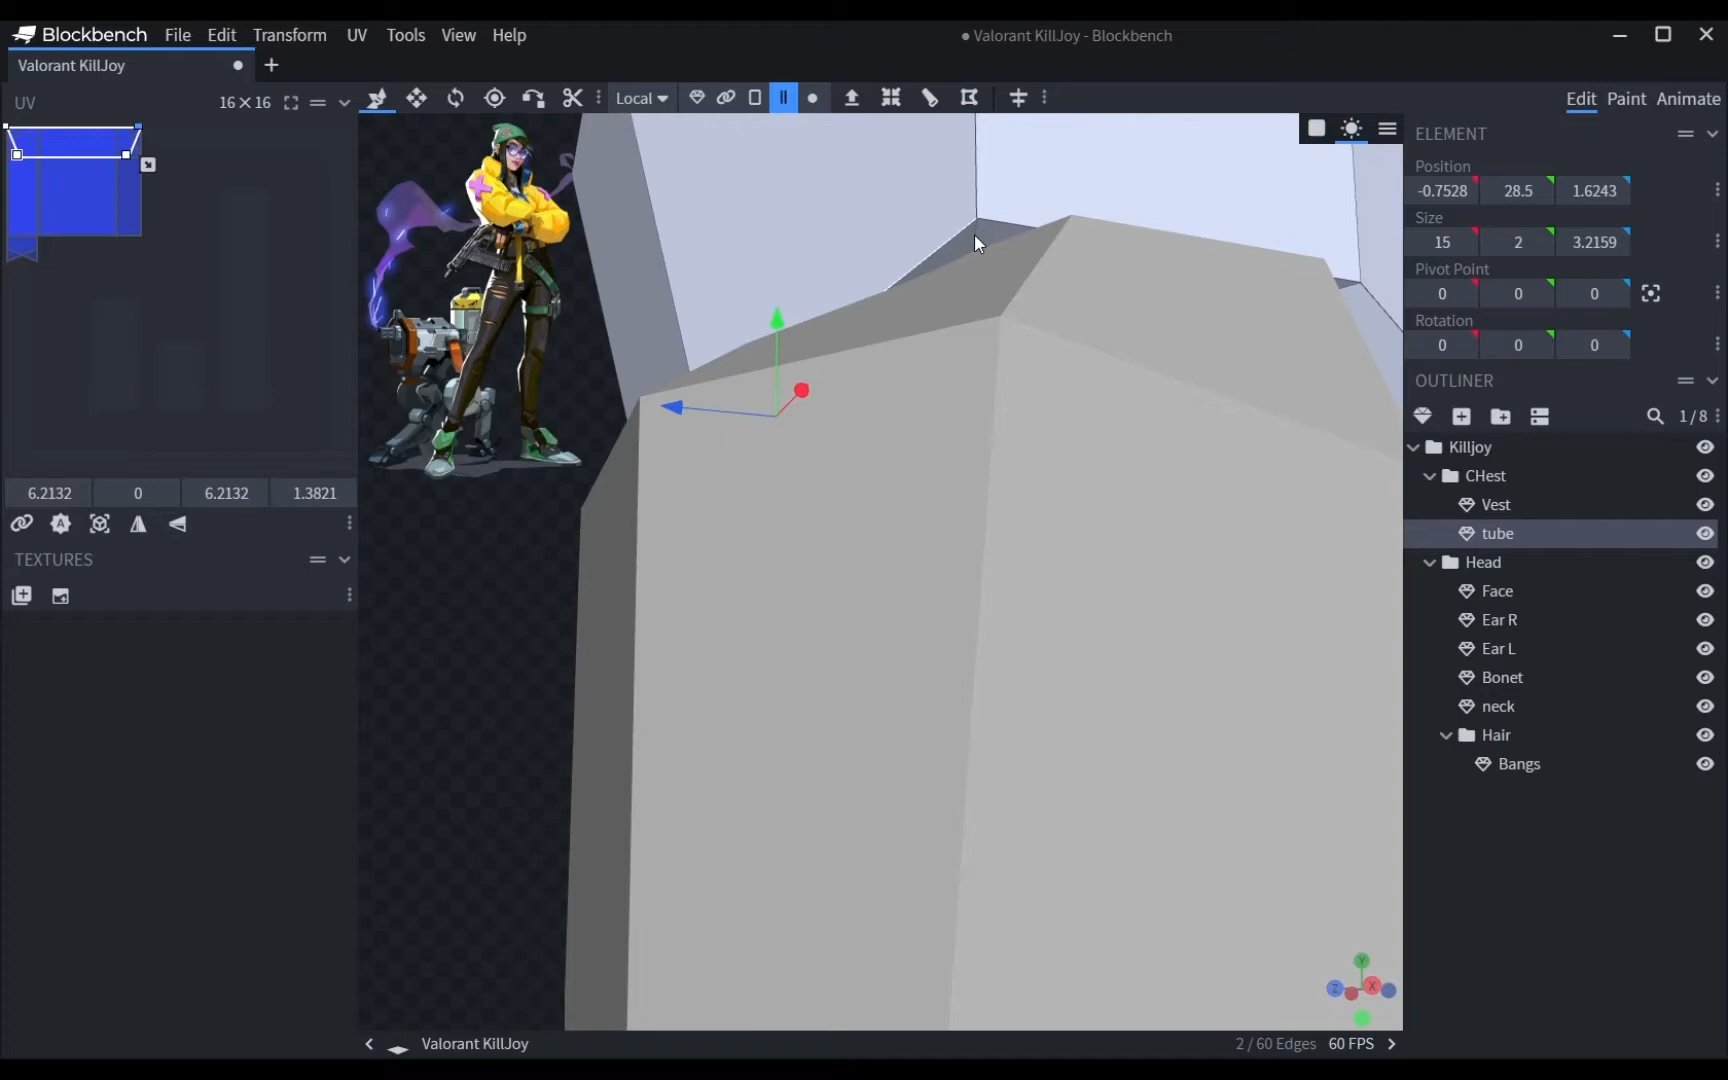 Blockbench File Edit Transform UV Tools View Help
Valorant KillJoy - Blockbench
Valorant KillJoy
UV 16×16
Local
Edit Paint Animate
ELEMENT
Position
-0.7528 28.5 1.6243
Size
15 2 3.2159
Pivot Point
0 0 0
Rotation
0 0 0
OUTLINER
1/8
Killjoy
CHest
Vest
tube
Head
Face
Ear R
Ear L
Bonet
neck
Hair
Bangs
6.2132 0 6.2132 1.3821
TEXTURES
Y
Z X
Valorant KillJoy
2/60 Edges 60 FPS